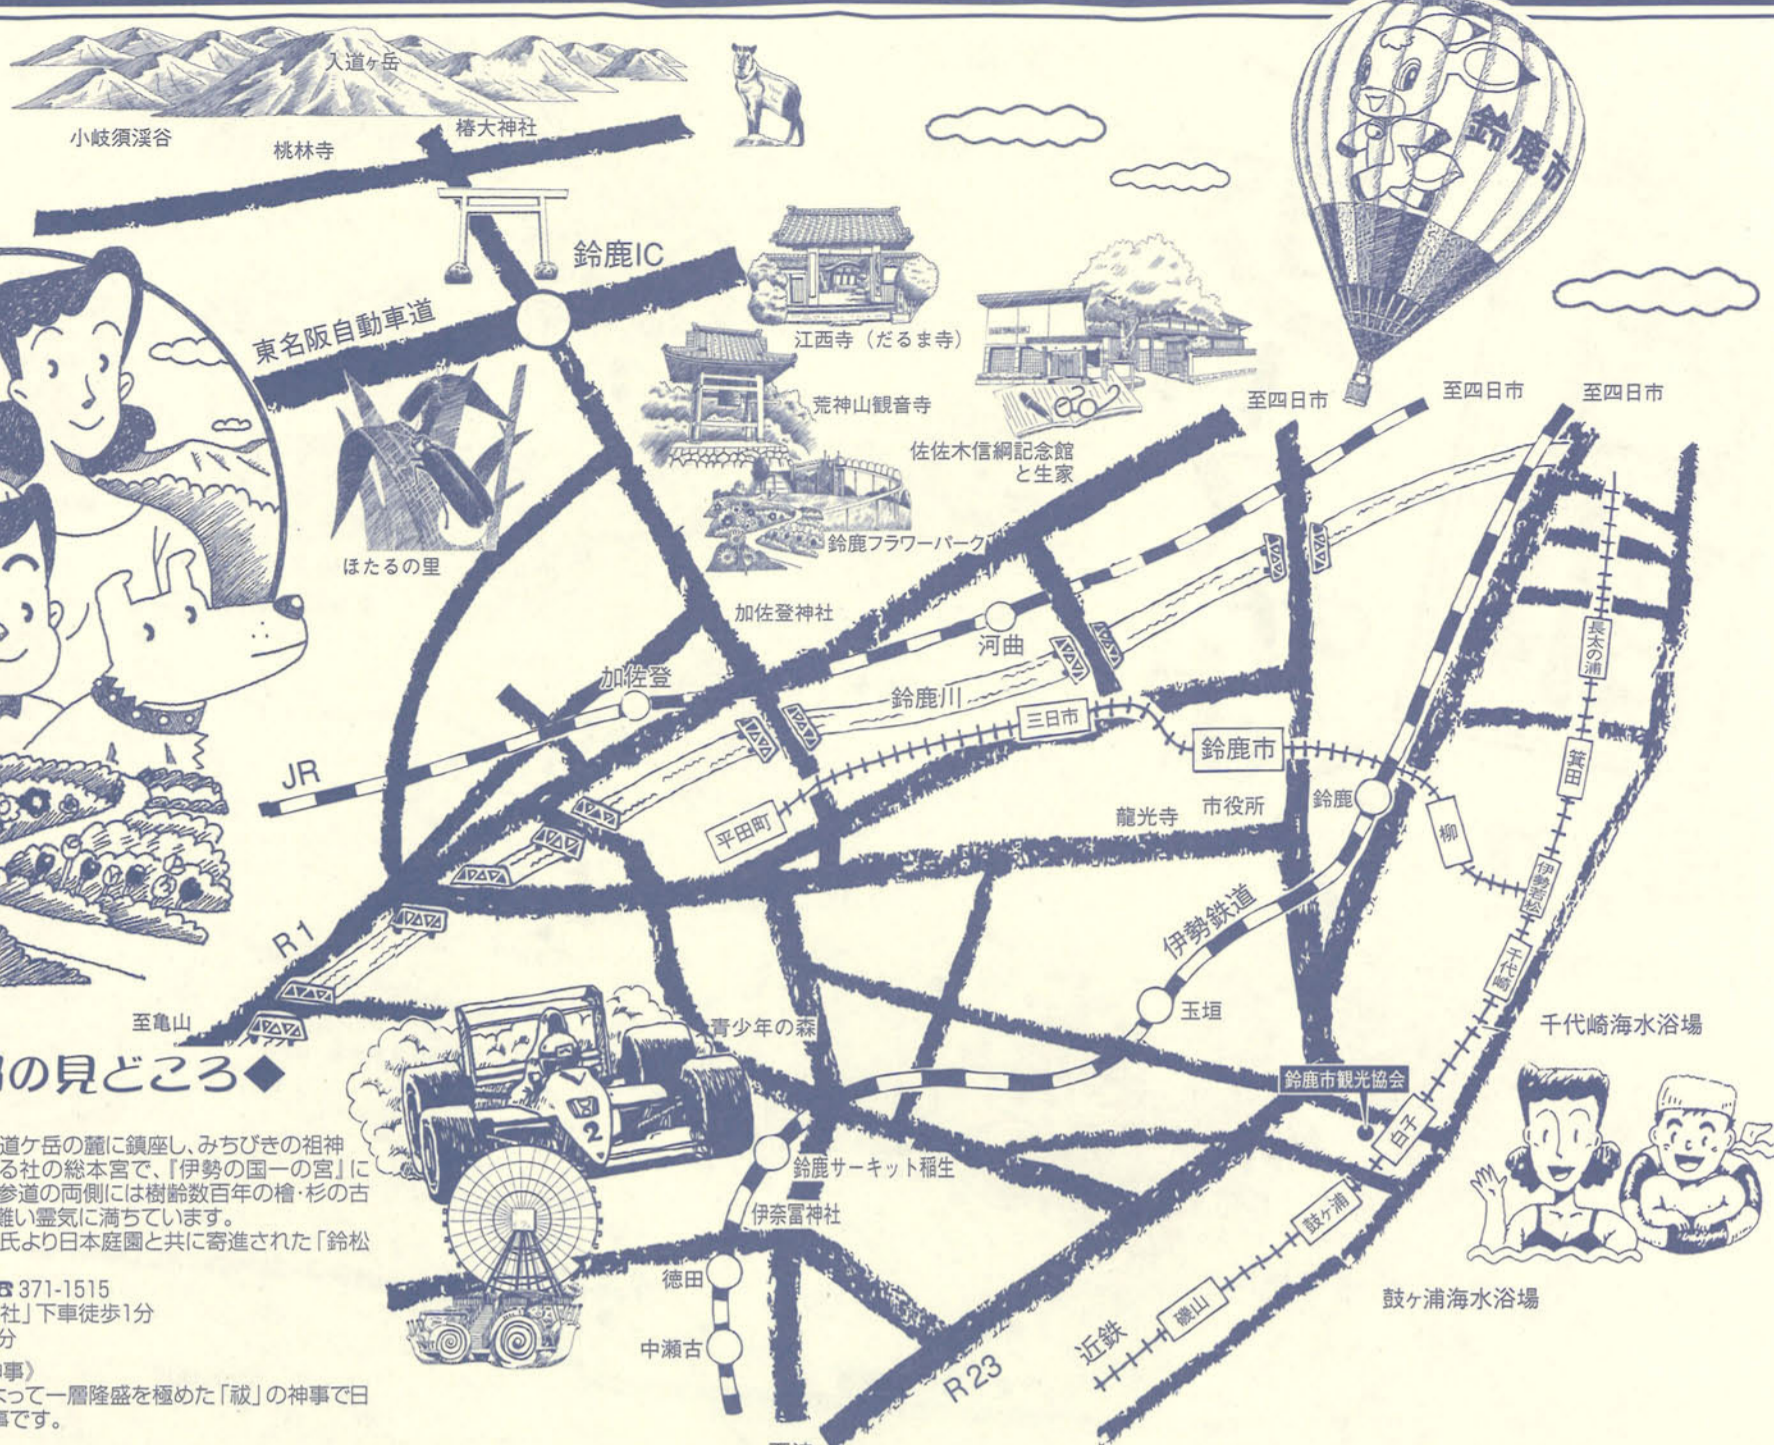 入道ヶ岳
小岐須渓谷
桃林寺
椿大神社
鈴鹿市
鈴鹿IC
東名阪自動車道
江西寺（だるま寺）
荒神山観音寺
佐佐木信綱記念館
と生家
至四日市
至四日市
至四日市
ほたるの里
鈴鹿フラワーパーク
加佐登神社
河曲
長太の浦
加佐登
鈴鹿川
三日市
鈴鹿市
箕田
JR
平田町
龍光寺
市役所
鈴鹿
柳
伊勢若松
R1
伊勢鉄道
千代崎
至亀山
青少年の森
玉垣
千代崎海水浴場
の見どころ◆
鈴鹿市観光協会
白子
2
道ケ岳の麓に鎮座し、みちびきの祖神
る社の総本宮で、『伊勢の国一の宮』に
参道の両側には樹齢数百年の檜・杉の古
難い霊気に満ちています。
氏より日本庭園と共に寄進された「鈴松
☎371-1515
社」下車徒歩1分
分
事》
よって一層隆盛を極めた「祓」の神事で日
事です。
鈴鹿サーキット稲生
伊奈冨神社
鼓ヶ浦
徳田
磯山
鼓ヶ浦海水浴場
中瀬古
近鉄
R23